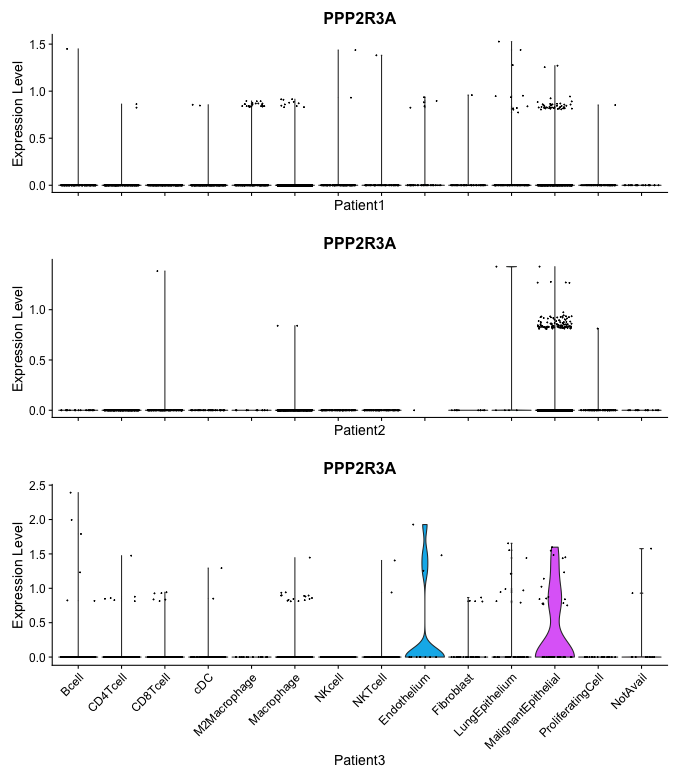 PPP2R3A
Expression Level
1.5
1.0
0.5
0.0
Patient1
PPP2R3A
Expression Level
1.0
0.5
0.0
Patient2
PPP2R3A
Expression Level
2.5
2.0
1.5
1.0
0.5
0.0
Bcell
CD4Tcell
CD8Tcell
cDC
M2Macrophage
Macrophage
NKcell
NKTcell
Endothelium
Fibroblast
LungEpithelium
MalignantEpithelial
ProliferatingCell
NotAvail
Patient3